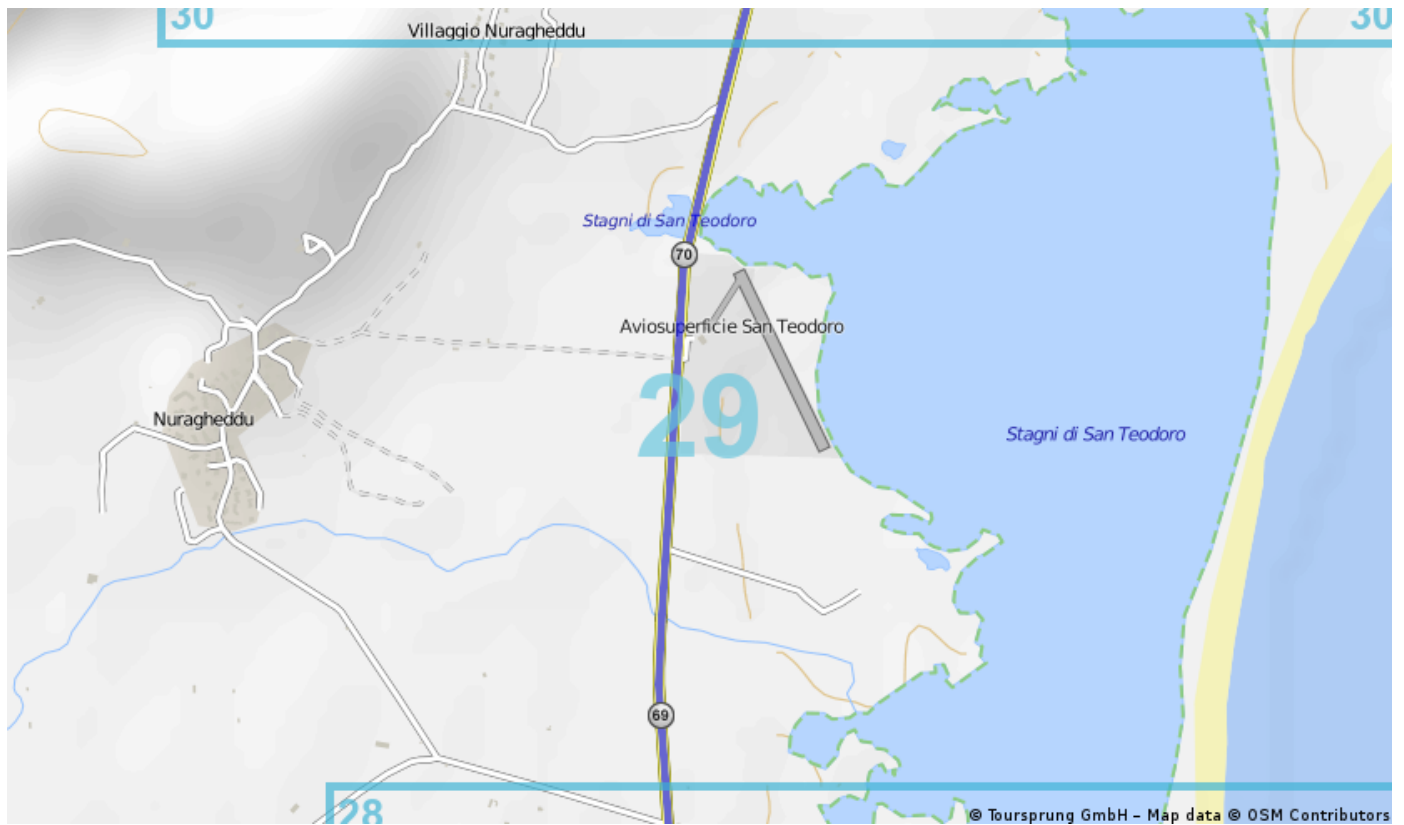 30
30
Villaggio Nuragheddu
Stagni di San Teodoro
70
Aviosuperficie San Teodoro
29
Nuragheddu
Stagni di San Teodoro
69
28
© Toursprung GmbH – Map data © OSM Contributors